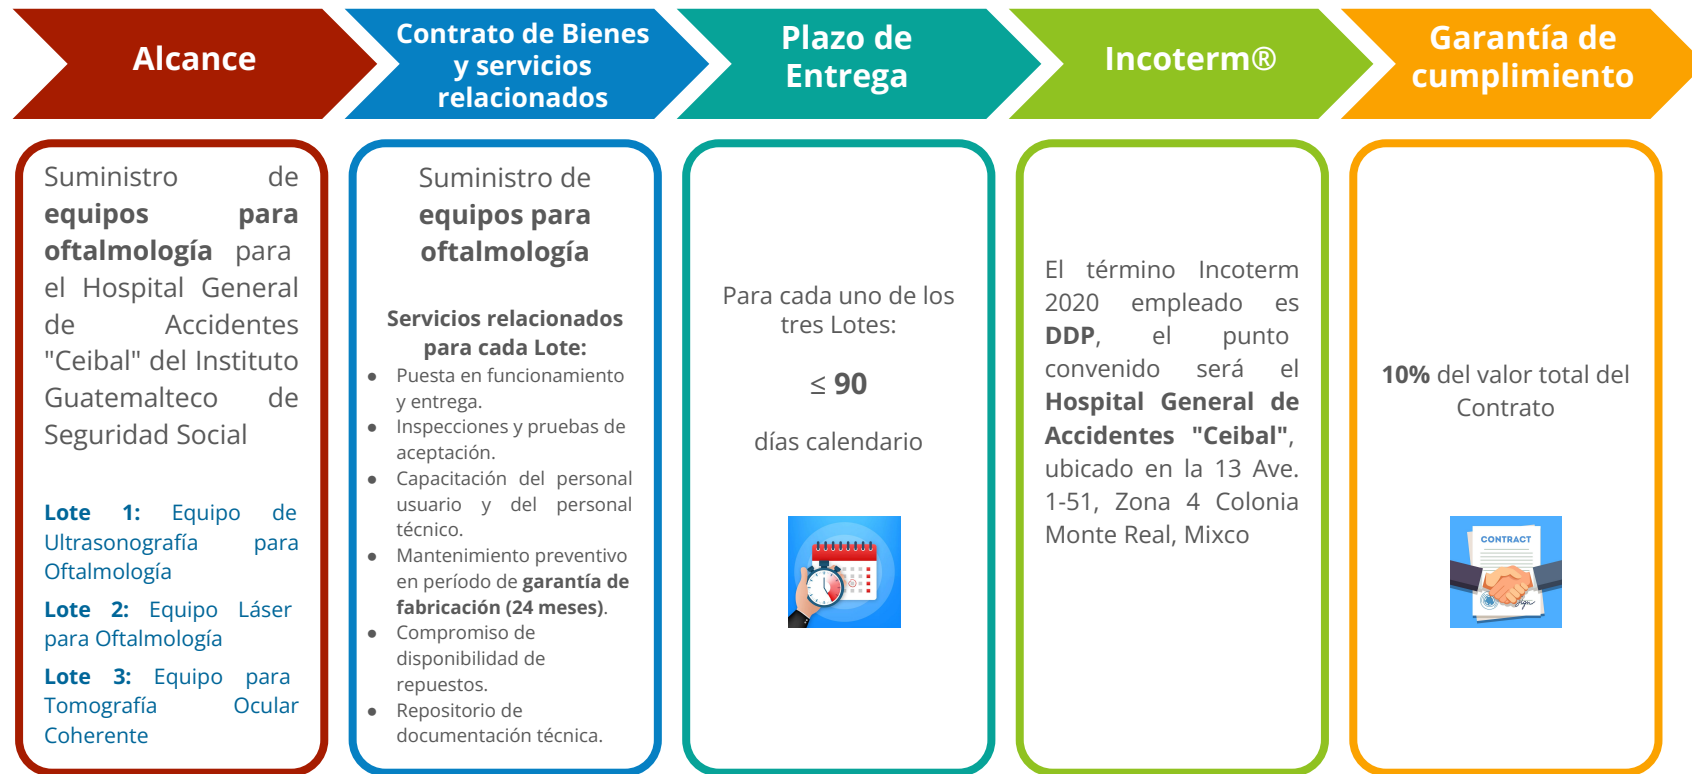 Alcance
Contrato de Bienes
y servicios
relacionados
Plazo de
Entrega
Incoterm®
Garantía de
cumplimiento
Suministro de
equipos para
oftalmología para
el Hospital General
de Accidentes
"Ceibal" del Instituto
Guatemalteco de
Seguridad Social
Lote 1: Equipo de
Ultrasonografía para
Oftalmología
Lote 2: Equipo Láser
para Oftalmología
Lote 3: Equipo para
Tomografía Ocular
Coherente
Suministro de
equipos para
oftalmología
Servicios relacionados
para cada Lote:
● Puesta en funcionamiento
y entrega.
● Inspecciones y pruebas de
aceptación.
● Capacitación del personal
usuario y del personal
técnico.
● Mantenimiento preventivo
en período de garantía de
fabricación (24 meses).
● Compromiso de
disponibilidad de
repuestos.
● Repositorio de
documentación técnica.
Para cada uno de los
tres Lotes:
≤ 90
días calendario
El término Incoterm
2020 empleado es
DDP, el punto
convenido será el
Hospital General de
Accidentes "Ceibal",
ubicado en la 13 Ave.
1-51, Zona 4 Colonia
Monte Real, Mixco
10% del valor total del
Contrato
CONTRACT